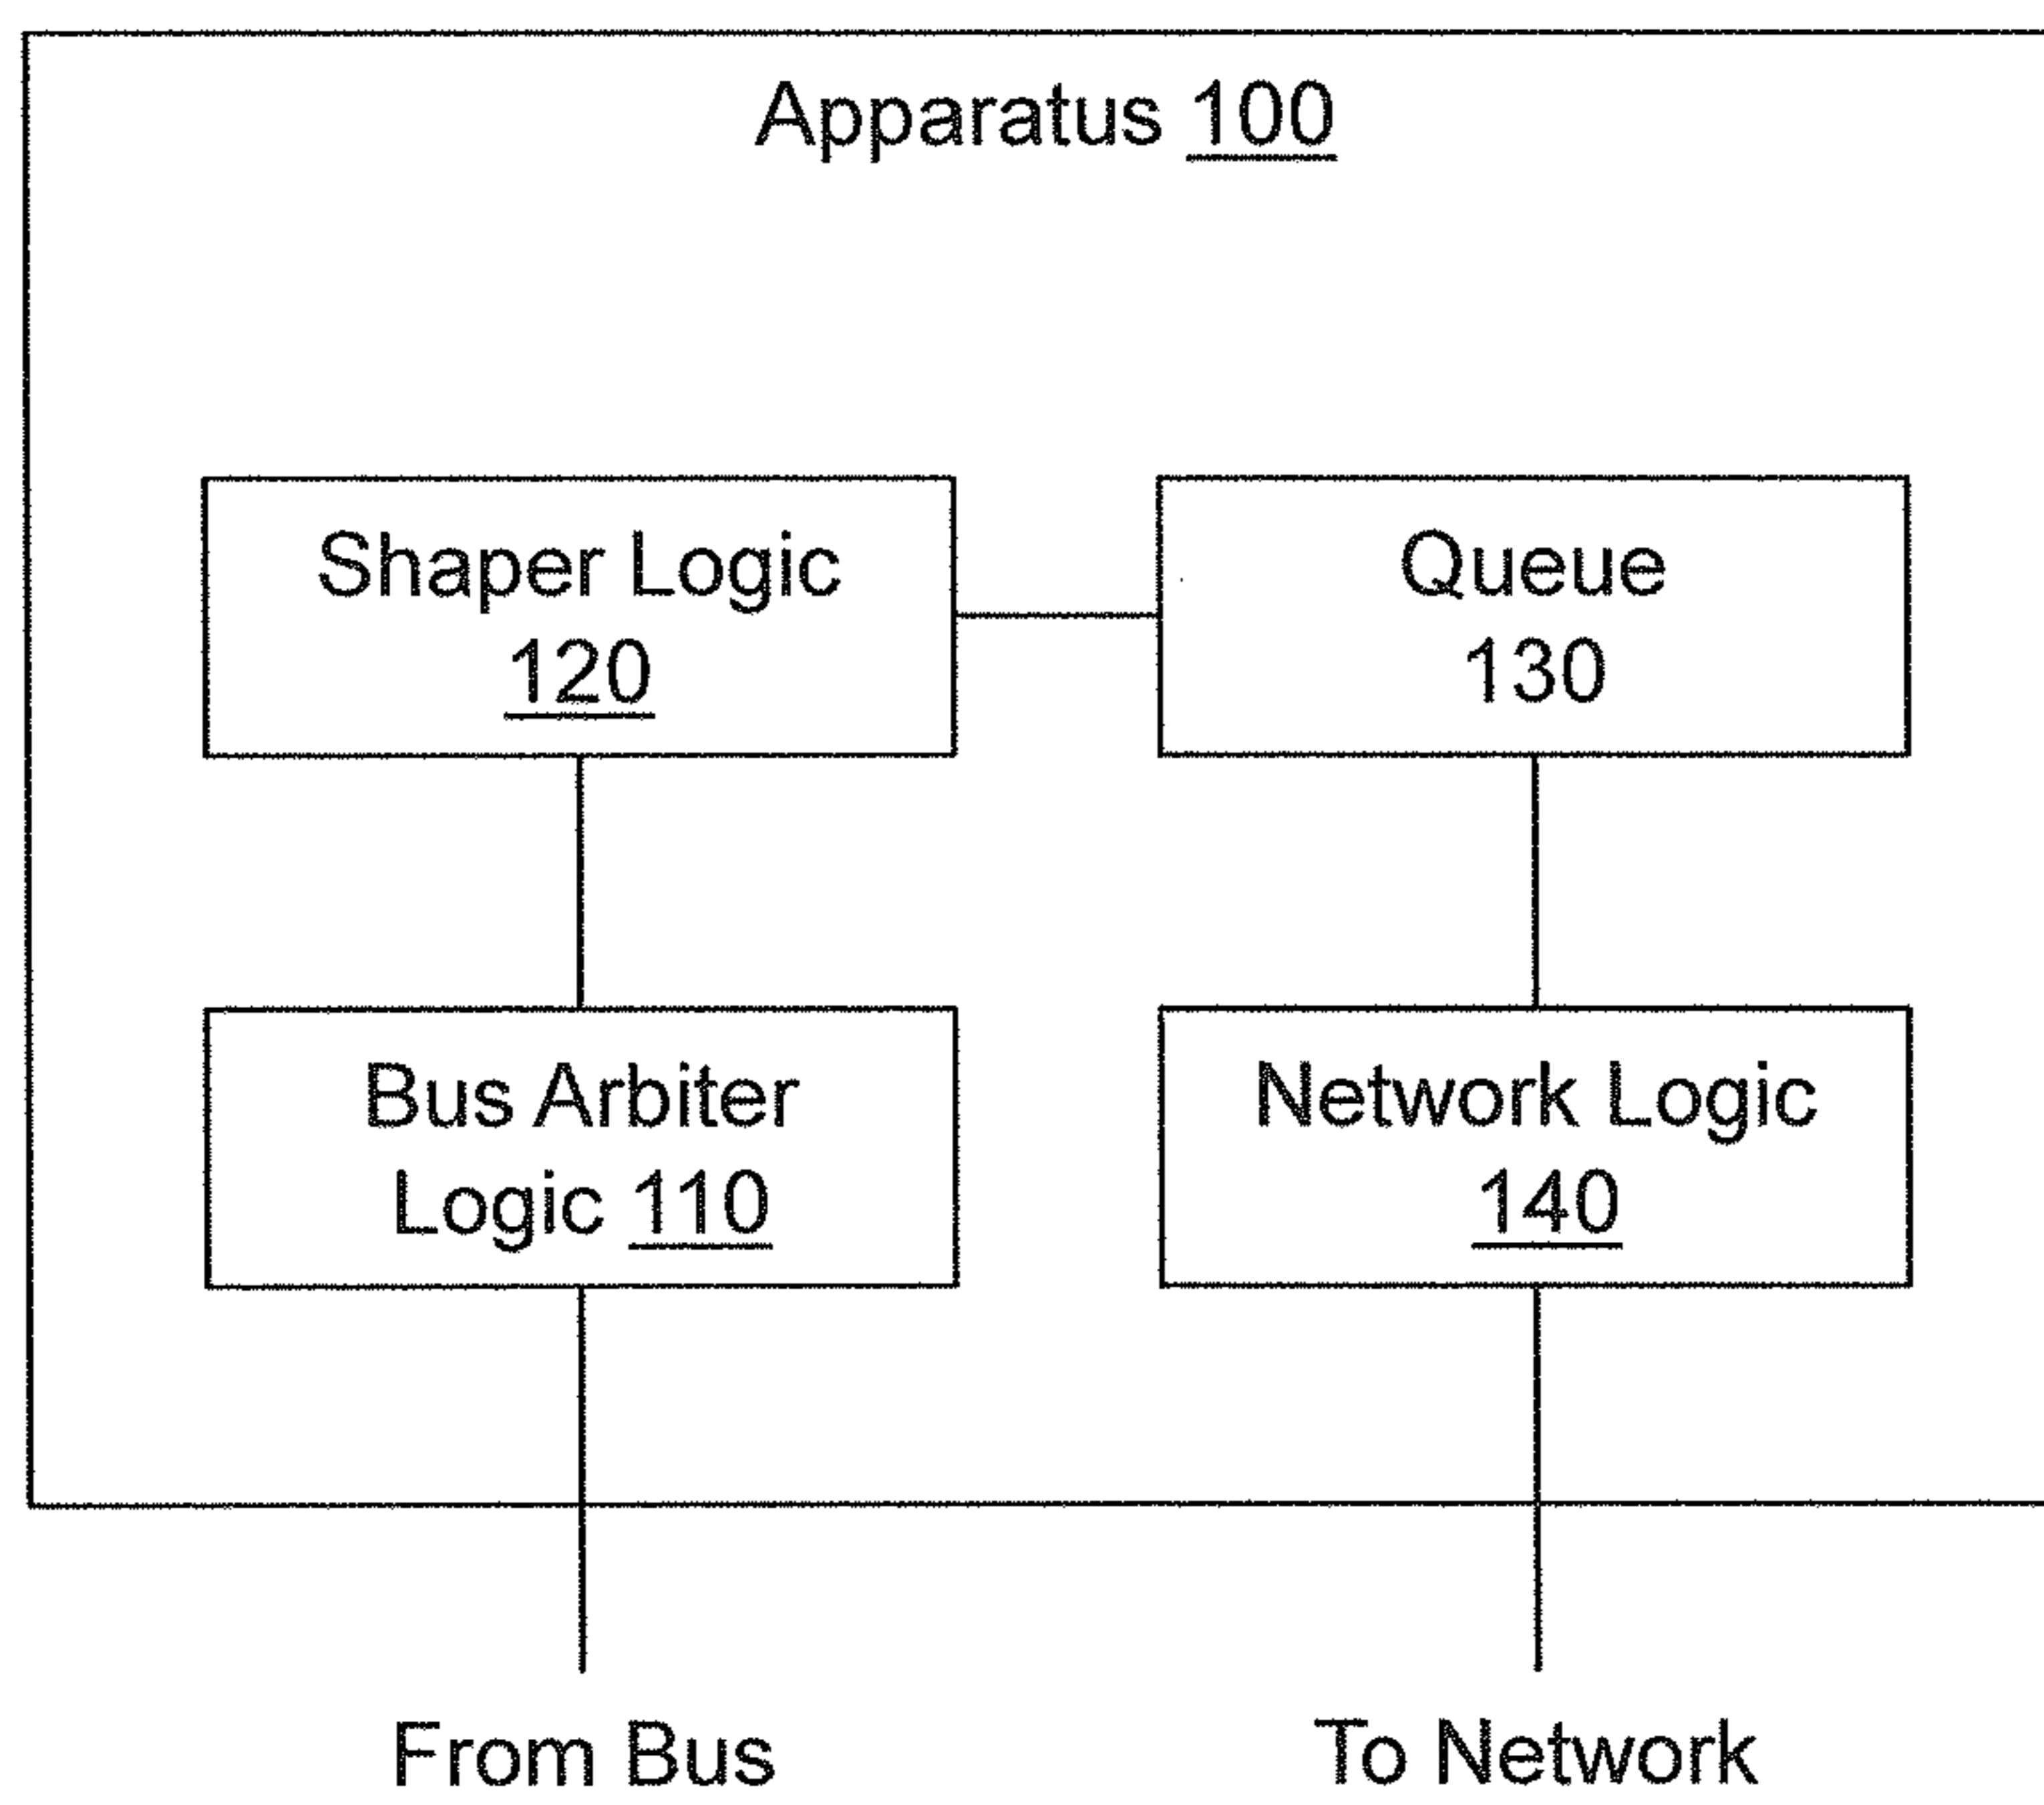 Apparatus 100
Shaper Logic
120
Queue
130
Bus Arbiter
Logic 110
Network Logic
140
From Bus
To Network